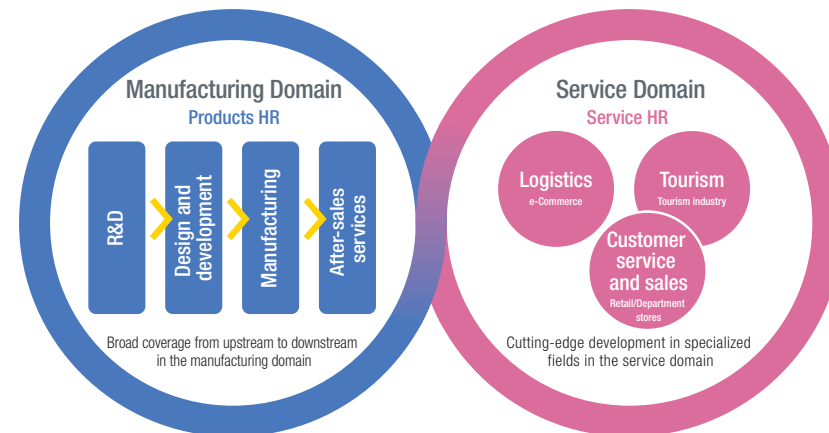 Manufacturing Domain
Products HR
R&D
Design and
development
Manufacturing
After-sales
services
Broad coverage from upstream to downstream
in the manufacturing domain
Service Domain
Service HR
Logistics
e-Commerce
Tourism
Tourism industry
Customer
service
and sales
Retail/Department
stores
Cutting-edge development in specialized
fields in the service domain